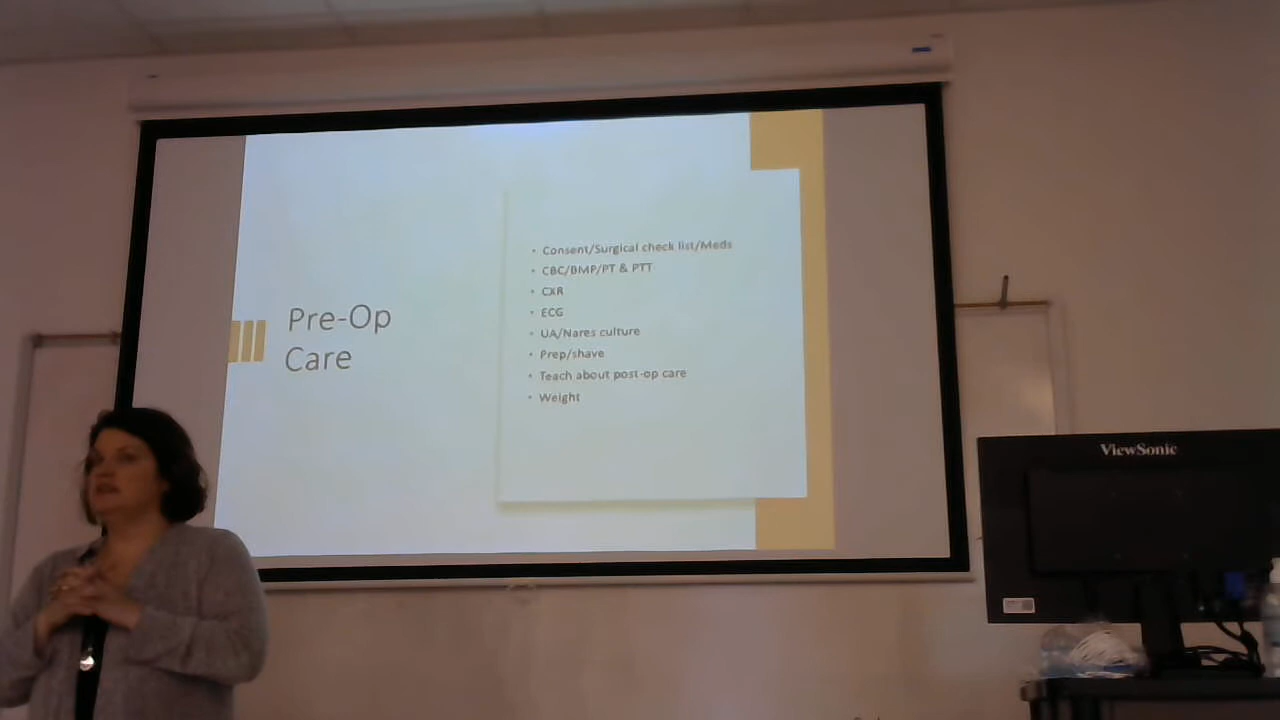 Pre-Op
Care
• Consent/Surgical check list/Meds
• CBC/BMP/PT & PTT
• CXR
• ECG
• UA/Nares culture
• Prep/shave
• Teach about post-op care
• Weight
ViewSonic